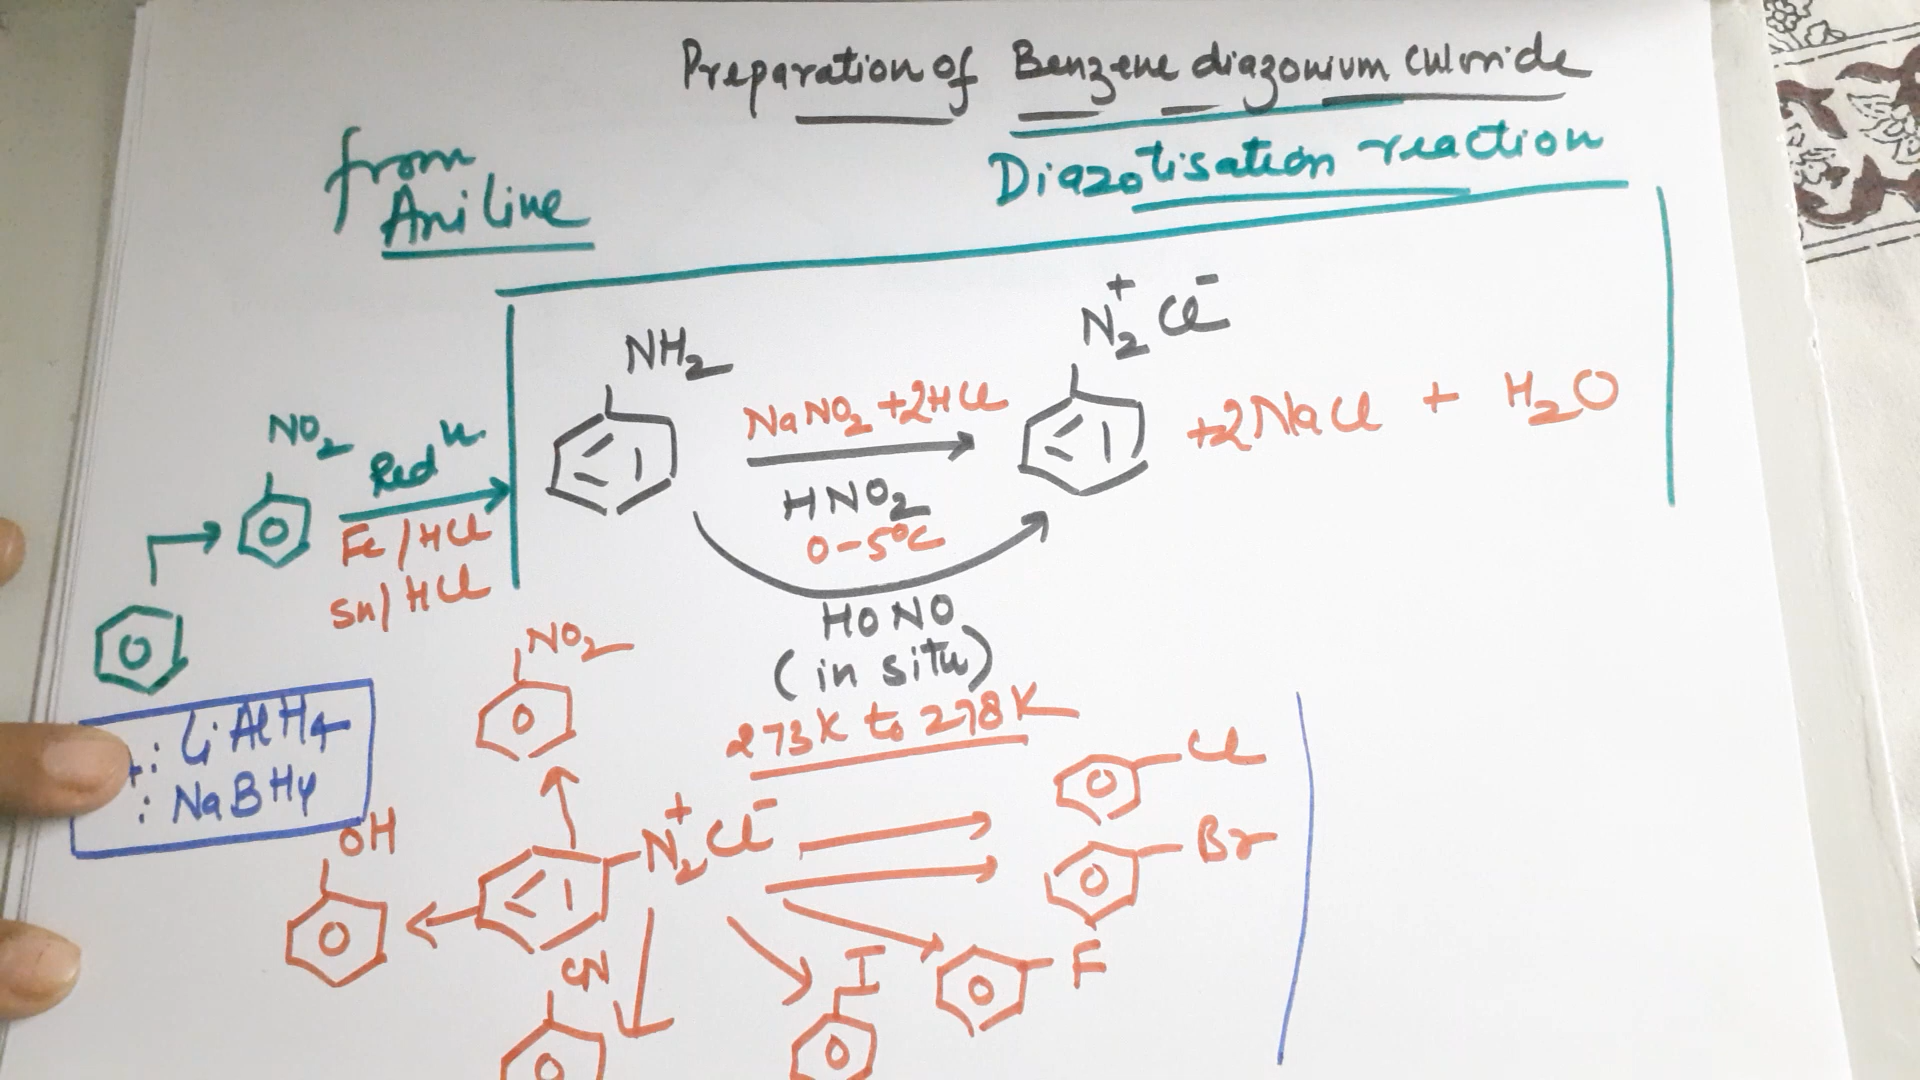 Preparation of Benzene diazonium chloride
from
Aniline
Diazotisation reaction
NH2
N2+ Cl-
NO2
Redn.
NaNO2 + 2HCl
+2NaCl + H2O
Fe/HCl
HNO2
0-5°C
Sn/HCl
HONO
(in situ)
NO2
273K to 278K
: LiAlH4
: NaBH4
Cl
OH
N2+ Cl-
Br
CN
I
F